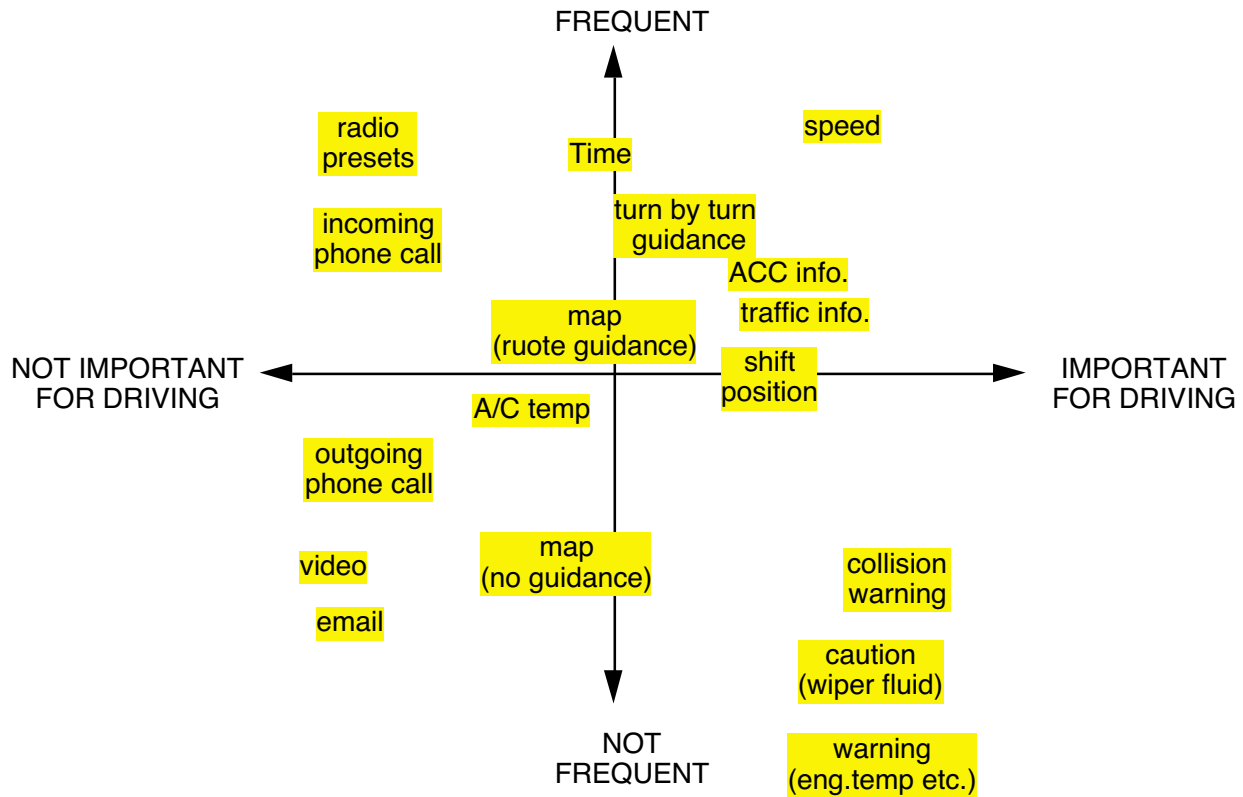 FREQUENT
radio
presets
Time
speed
incoming
phone call
turn by turn
guidance
ACC info.
traffic info.
map
(ruote guidance)
NOT IMPORTANT
FOR DRIVING
shift
position
IMPORTANT
FOR DRIVING
A/C temp
outgoing
phone call
video
map
(no guidance)
collision
warning
email
caution
(wiper fluid)
NOT
FREQUENT
warning
(eng.temp etc.)